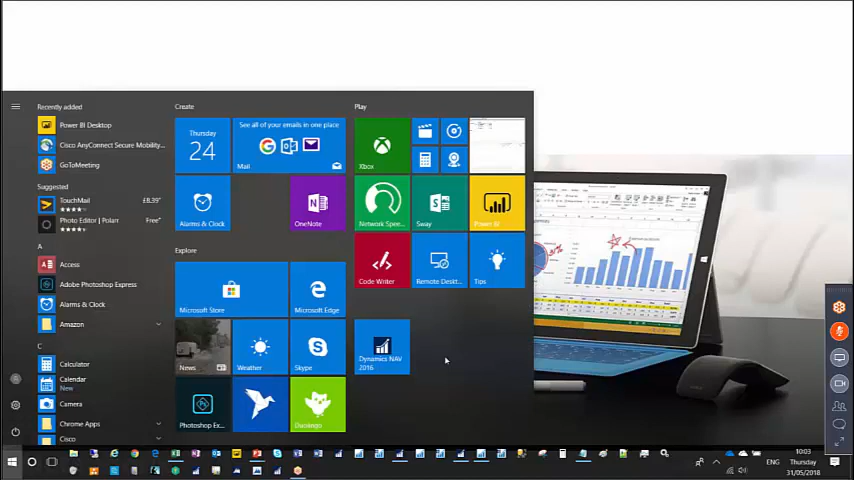 Recently added
Power BI Desktop
Cisco AnyConnect Secure Mobility...
GoToMeeting
Suggested
TouchMail £8.39*
Photo Editor | Polarr Free*
A
Access
Adobe Photoshop Express
Alarms & Clock
Amazon
C
Calculator
Calendar
New
Camera
Chrome Apps
Cisco
Create
Thursday
24
See all of your emails in one place
Mail
Alarms & Clock
OneNote
Explore
Microsoft Store
Microsoft Edge
News
Weather
Skype
Photoshop Ex...
Duolingo
Play
Xbox
Network Spee...
Sway
Power BI
Code Writer
Remote Deskt...
Tips
Dynamics NAV
2016
ENG
10:03
Thursday
31/05/2018